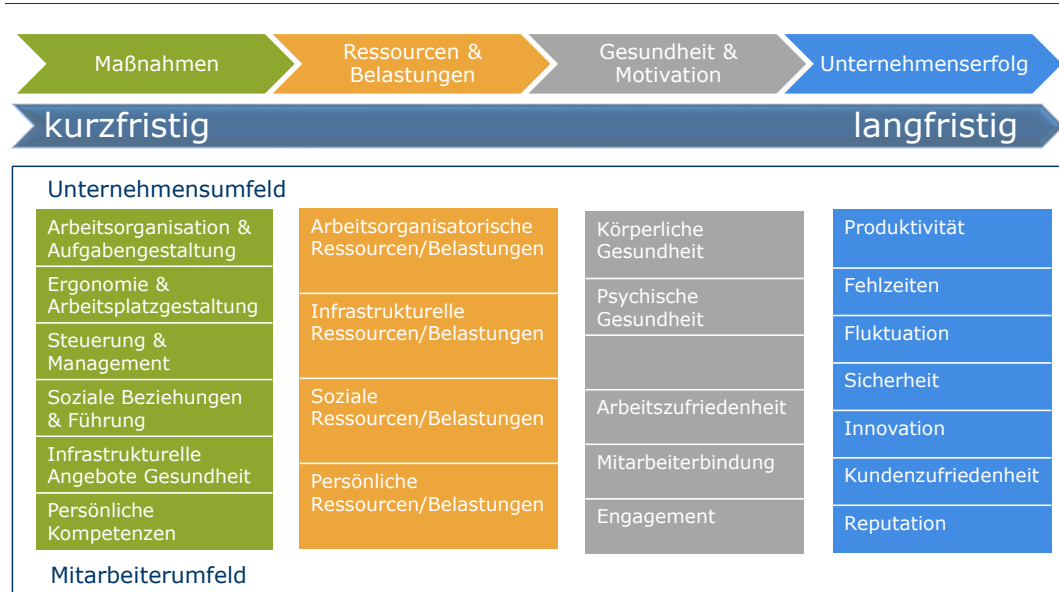 Maßnahmen
Ressourcen &
Belastungen
Gesundheit &
Motivation
Unternehmenserfolg
kurzfristig
langfristig
Unternehmensumfeld
Arbeitsorganisation &
Aufgabengestaltung
Ergonomie &
Arbeitsplatzgestaltung
Steuerung &
Management
Soziale Beziehungen
& Führung
Infrastrukturelle
Angebote Gesundheit
Persönliche
Kompetenzen
Arbeitsorganisatorische
Ressourcen/Belastungen
Infrastrukturelle
Ressourcen/Belastungen
Soziale
Ressourcen/Belastungen
Persönliche
Ressourcen/Belastungen
Körperliche
Gesundheit
Psychische
Gesundheit
Arbeitszufriedenheit
Mitarbeiterbindung
Engagement
Produktivität
Fehlzeiten
Fluktuation
Sicherheit
Innovation
Kundenzufriedenheit
Reputation
Mitarbeiterumfeld